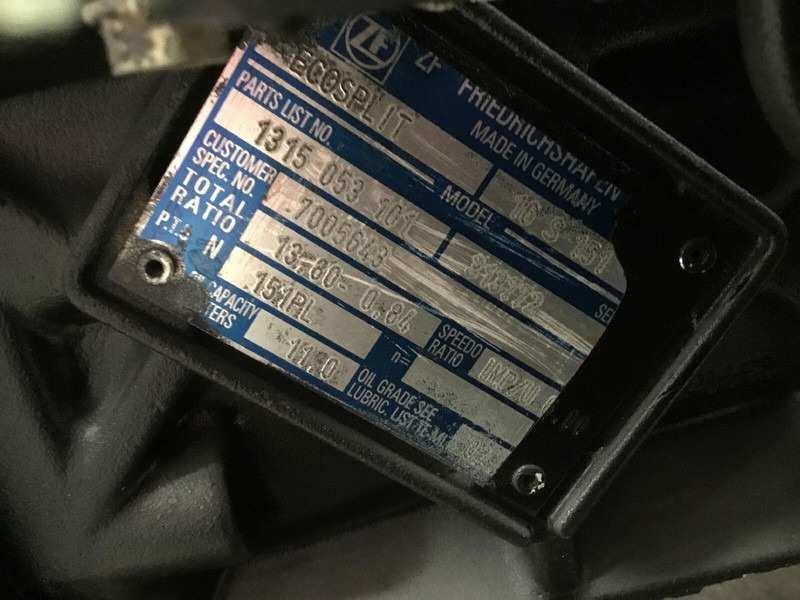 ZF
ZF FRIEDRICHSHAFEN
MADE IN GERMANY
ECOSPLIT
MODEL 16 S 151
PARTS LIST NO.
1315 053 101
CUSTOMER
SPEC. NO.
7005643
TOTAL
RATIO
13.80- 0.84
SPEEDO
RATIO
P.T.O N
151PL
n=
CAPACITY
11.0
OIL GRADE SEE
LUBRIC. LIST TE-ML